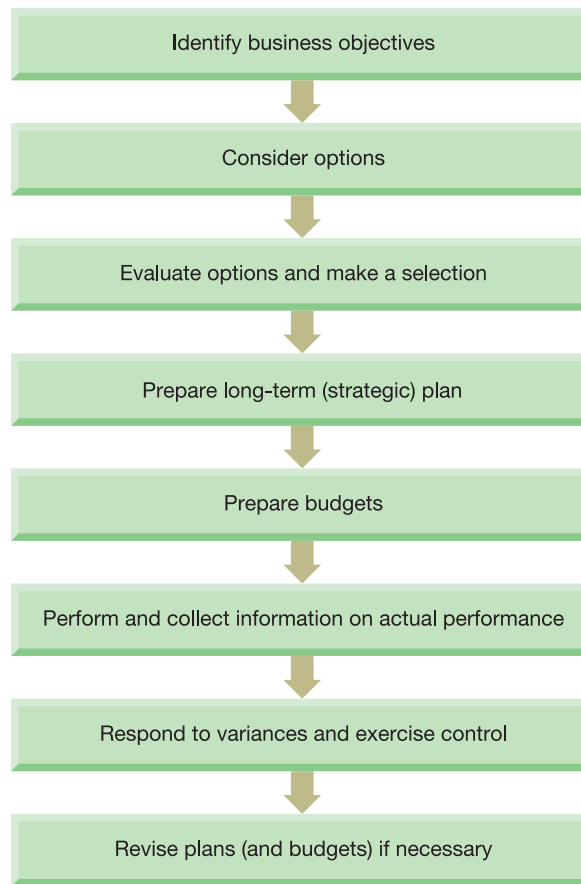 Identify business objectives
Consider options
Evaluate options and make a selection
Prepare long-term (strategic) plan
Prepare budgets
Perform and collect information on actual performance
Respond to variances and exercise control
Revise plans (and budgets) if necessary